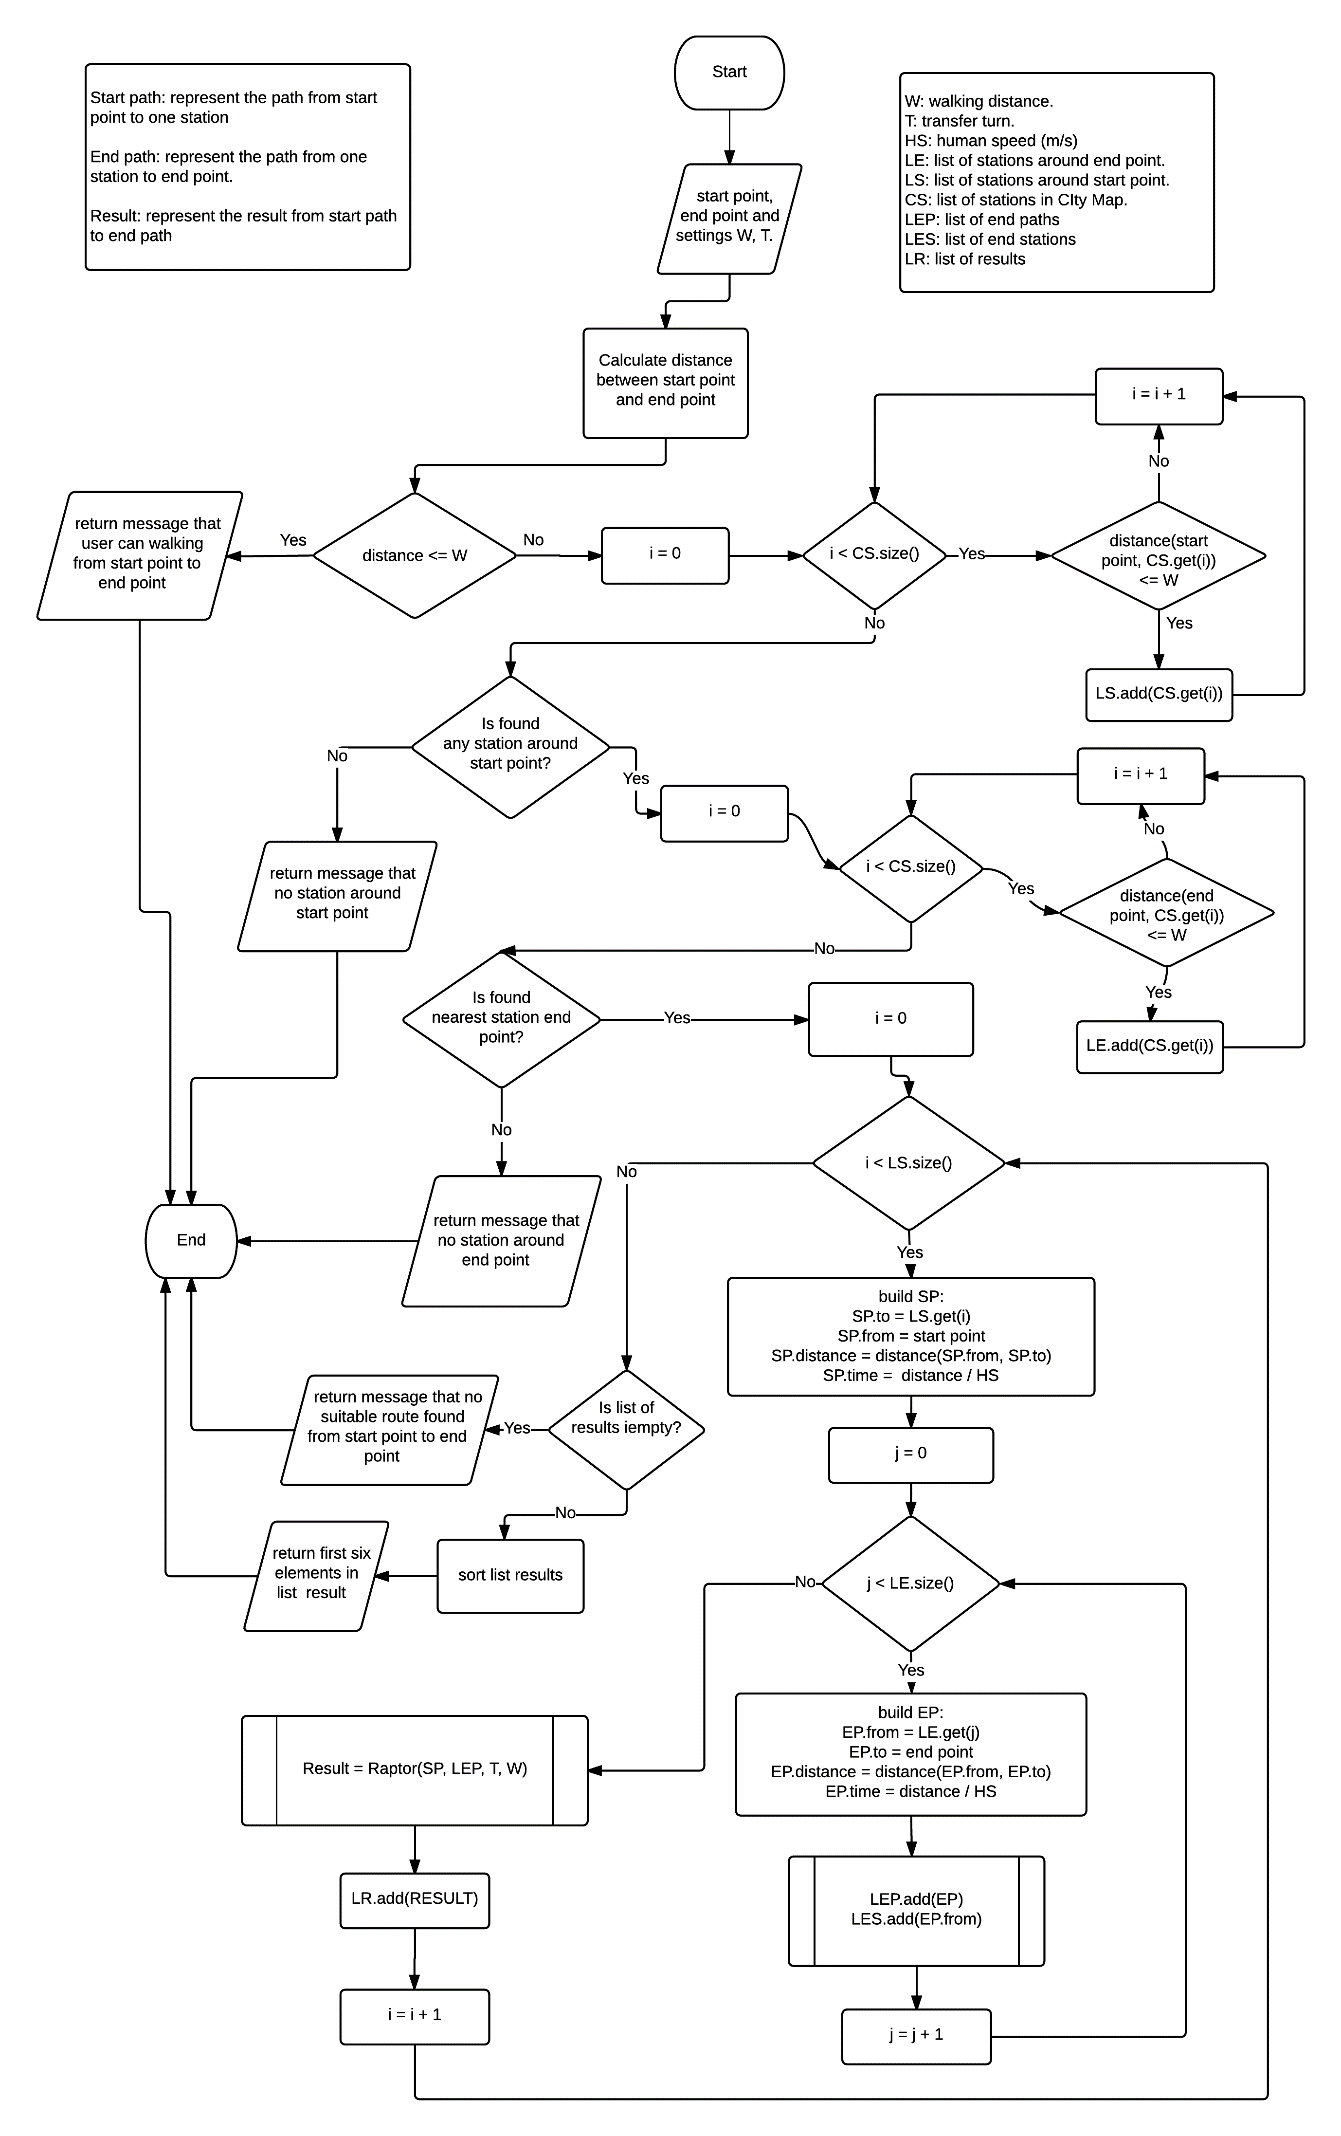 Start
Start path: represent the path from start
point to one station
End path: represent the path from one
station to end point.
Result: represent the result from start path
to end path
W: walking distance.
T: transfer turn.
HS: human speed (m/s)
LE: list of stations around end point.
LS: list of stations around start point.
CS: list of stations in CIty Map.
LEP: list of end paths
LES: list of end stations
LR: list of results
start point,
end point and
settings W, T.
Calculate distance
between start point
and end point
i = i + 1
No
return message that
user can walking
from start point to
end point
Yes
distance <= W
No
i = 0
i < CS.size()
Yes
distance(start
point, CS.get(i))
<= W
No
Yes
LS.add(CS.get(i))
Is found
any station around
start point?
No
Yes
i = 0
i = i + 1
No
return message that
no station around
start point
i < CS.size()
Yes
distance(end
point, CS.get(i))
<= W
No
Yes
LE.add(CS.get(i))
Is found
nearest station end
point?
Yes
i = 0
No
return message that
no station around
end point
End
No
i < LS.size()
Yes
build SP:
SP.to = LS.get(i)
SP.from = start point
SP.distance = distance(SP.from, SP.to)
SP.time =  distance / HS
return message that no
suitable route found
from start point to end
point
Yes
Is list of
results iempty?
No
j = 0
return first six
elements in
list  result
sort list results
No
j < LE.size()
Yes
build EP:
EP.from = LE.get(j)
EP.to = end point
EP.distance = distance(EP.from, EP.to)
EP.time = distance / HS
Result = Raptor(SP, LEP, T, W)
LEP.add(EP)
LES.add(EP.from)
LR.add(RESULT)
i = i + 1
j = j + 1